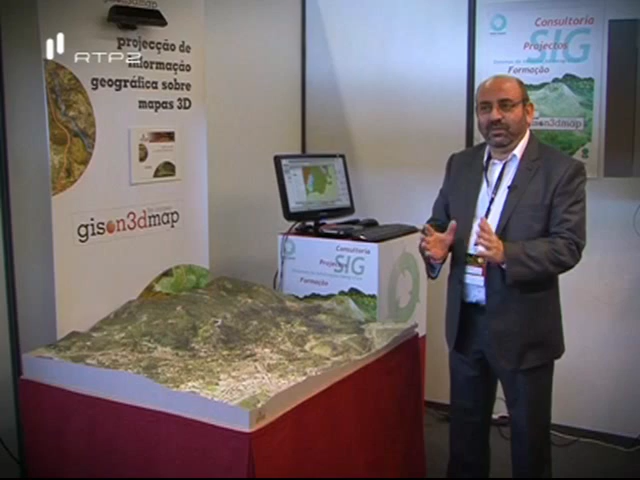 RTP2
projecção de
informação
geográfica sobre
mapas 3D
gison3dmap
Consultoria
Projectos
SIG
Formação
Consultoria
Projectos
SIG
Formação
gison3dmap